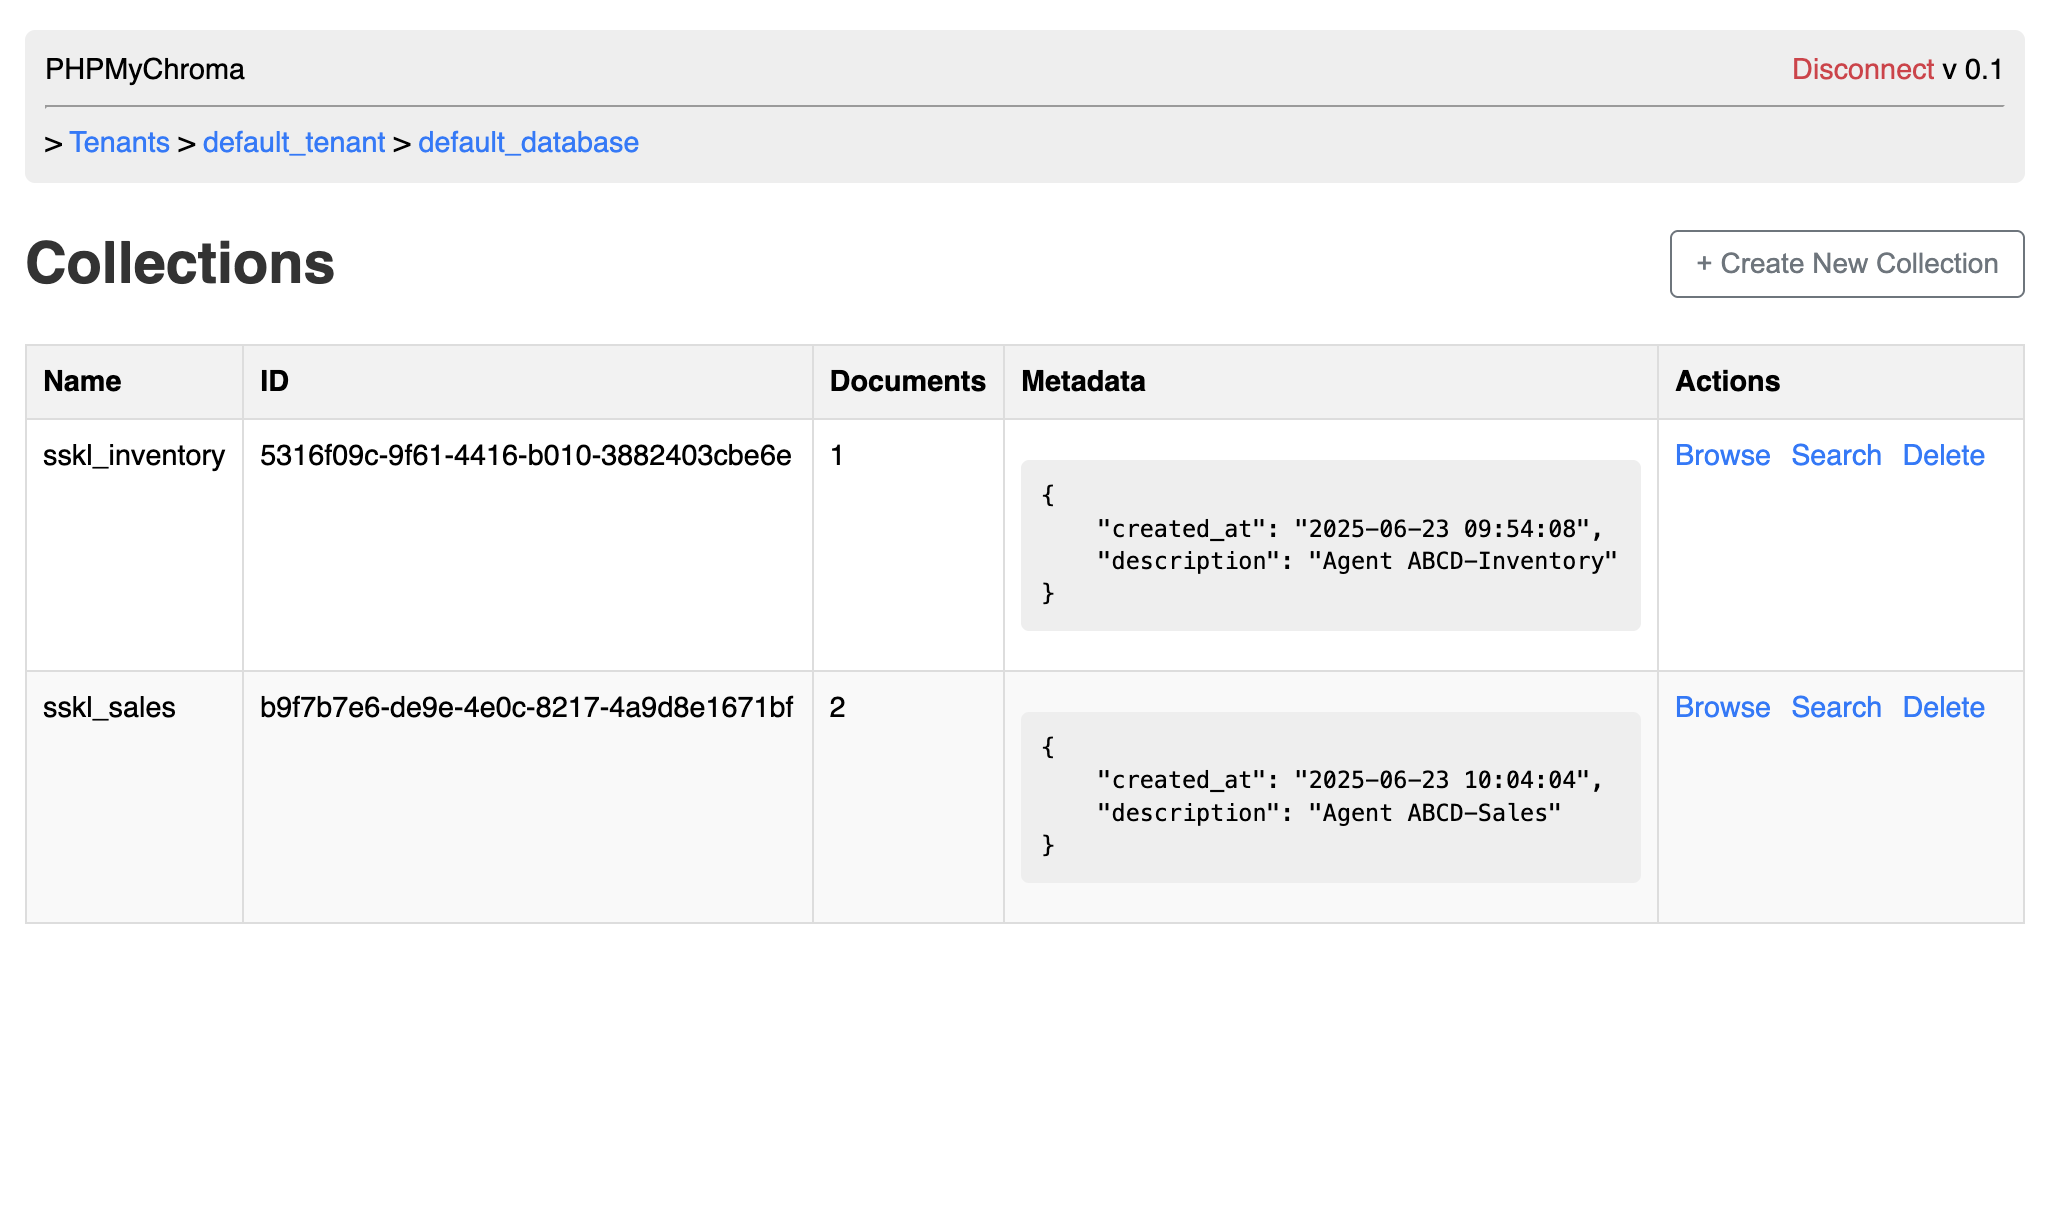 PHPMyChroma Disconnect v 0.1
> Tenants > default_tenant > default_database
Collections + Create New Collection
Name ID Documents Metadata Actions
sskl_inventory 5316f09c-9f61-4416-b010-3882403cbe6e 1 Browse Search Delete
{
"created_at": "2025-06-23 09:54:08",
"description": "Agent ABCD-Inventory"
}
sskl_sales b9f7b7e6-de9e-4e0c-8217-4a9d8e1671bf 2 Browse Search Delete
{
"created_at": "2025-06-23 10:04:04",
"description": "Agent ABCD-Sales"
}